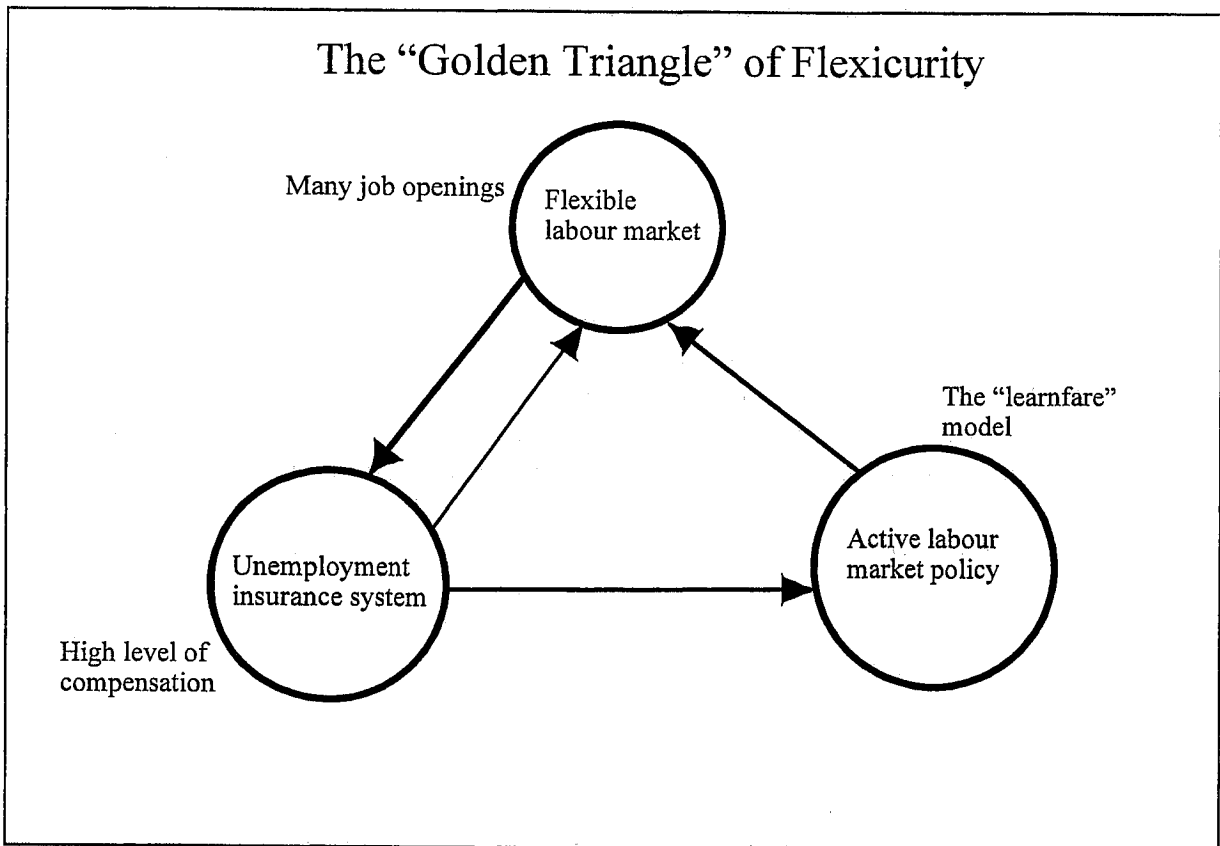 The “Golden Triangle” of Flexicurity
Many job openings
Flexible
labour market
The “learnfare”
model
Active labour
market policy
Unemployment
insurance system
High level of
compensation